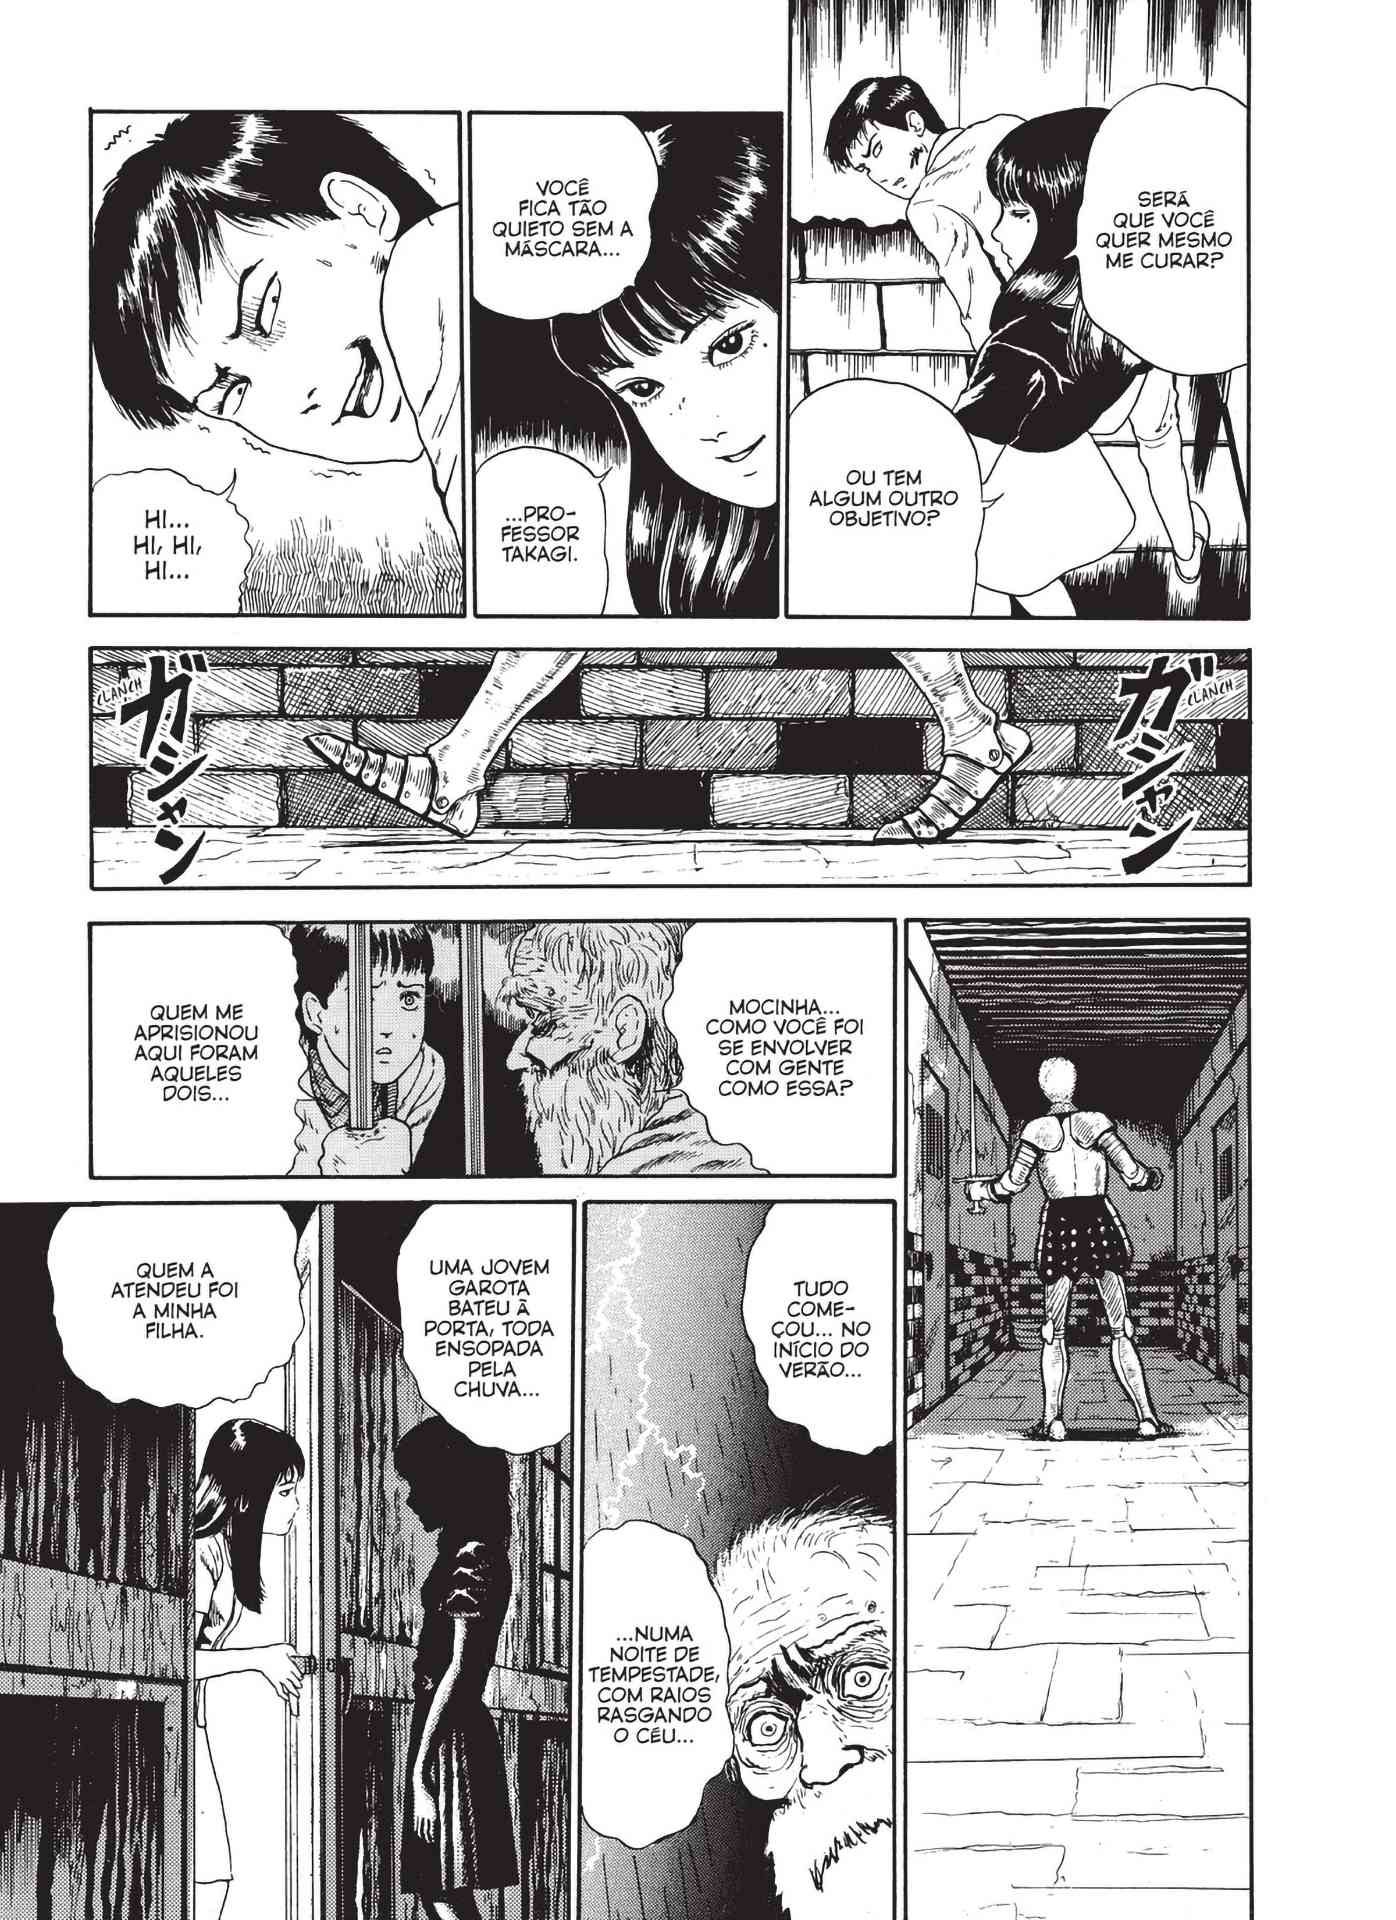 SERÁ
QUE VOCÊ
QUER MESMO
ME CURAR?
OU TEM
ALGUM OUTRO
OBJETIVO?
VOCÊ
FICA TÃO
QUIETO SEM A
MÁSCARA...
...PRO-
FESSOR
TAKAGI.
HI...
HI, HI,
HI...
ガシャン
CLANCH
ガシャン
CLANCH
MOCINHA...
COMO VOCÊ FOI
SE ENVOLVER
COM GENTE
COMO ESSA?
QUEM ME
APRISIONOU
AQUI FORAM
AQUELES
DOIS...
TUDO
COME-
ÇOU... NO
INÍCIO DO
VERÃO...
...NUMA
NOITE DE
TEMPESTADE,
COM RAIOS
RASGANDO
O CÉU...
UMA JOVEM
GAROTA
BATEU Ã
PORTA, TODA
ENSOPADA
PELA
CHUVA...
QUEM A
ATENDEU FOI
A MINHA
FILHA.